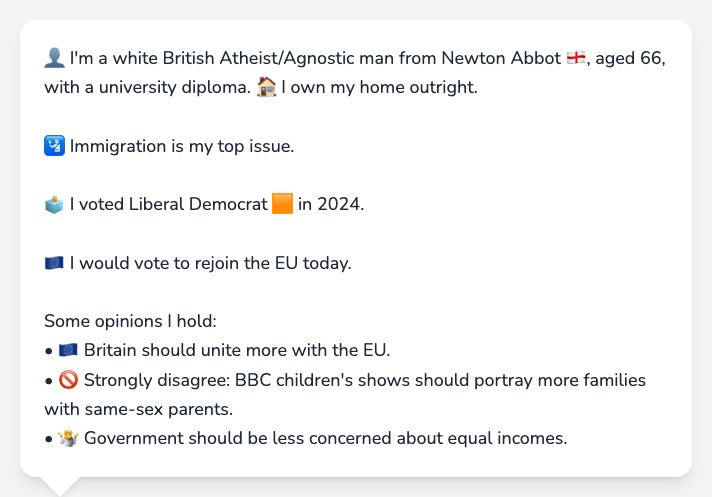 👤 I'm a white British Atheist/Agnostic man from Newton Abbot 🏴󠁧󠁢󠁥󠁮󠁧󠁿, aged 66,
with a university diploma. 🏠 I own my home outright.
🛂 Immigration is my top issue.
🗳️ I voted Liberal Democrat 🟧 in 2024.
🇪🇺 I would vote to rejoin the EU today.
Some opinions I hold:
• 🇪🇺 Britain should unite more with the EU.
• 🚫 Strongly disagree: BBC children's shows should portray more families
with same-sex parents.
• 🤷 Government should be less concerned about equal incomes.